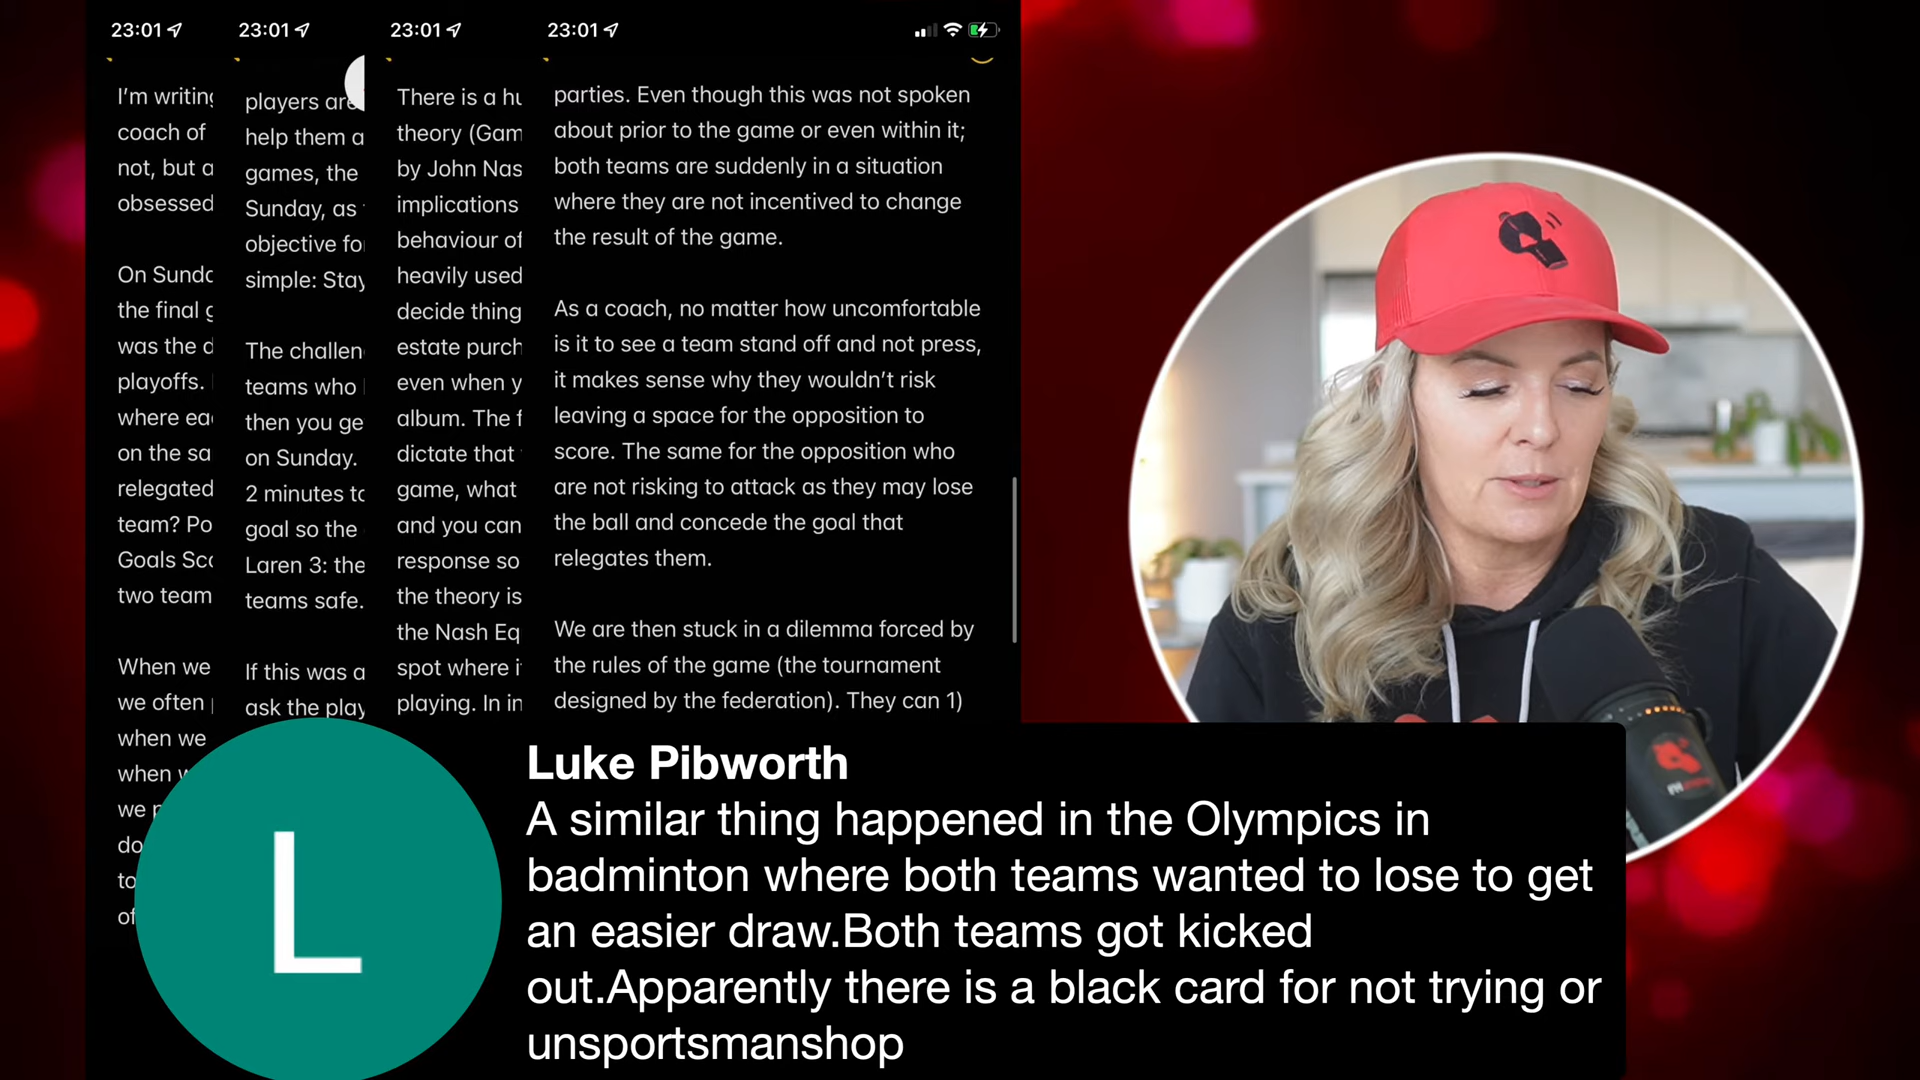 23:01
I'm writing
coach of
not, but a
obsessed
On Sunda
the final g
was the d
playoffs.
where eac
on the sa
relegated
team? Po
Goals Sco
two team
When we
we often
when we
when w
we
do
to
of
23:01
players are
help them a
games, the
Sunday, as
objective fo
simple: Stay
The challen
teams who
then you ge
on Sunday.
2 minutes to
goal so the
Laren 3: the
teams safe.
If this was a
ask the play
23:01
There is a hu
theory (Gam
by John Nas
implications
behaviour of
heavily used
decide thing
estate purch
even when y
album. The f
dictate that
game, what
and you can
response so
the theory is
the Nash Eq
spot where i
playing. In in
23:01
parties. Even though this was not spoken
about prior to the game or even within it;
both teams are suddenly in a situation
where they are not incentived to change
the result of the game.
As a coach, no matter how uncomfortable
is it to see a team stand off and not press,
it makes sense why they wouldn't risk
leaving a space for the opposition to
score. The same for the opposition who
are not risking to attack as they may lose
the ball and concede the goal that
relegates them.
We are then stuck in a dilemma forced by
the rules of the game (the tournament
designed by the federation). They can 1)
L
Luke Pibworth
A similar thing happened in the Olympics in
badminton where both teams wanted to lose to get
an easier draw.Both teams got kicked
out.Apparently there is a black card for not trying or
unsportsmanshop